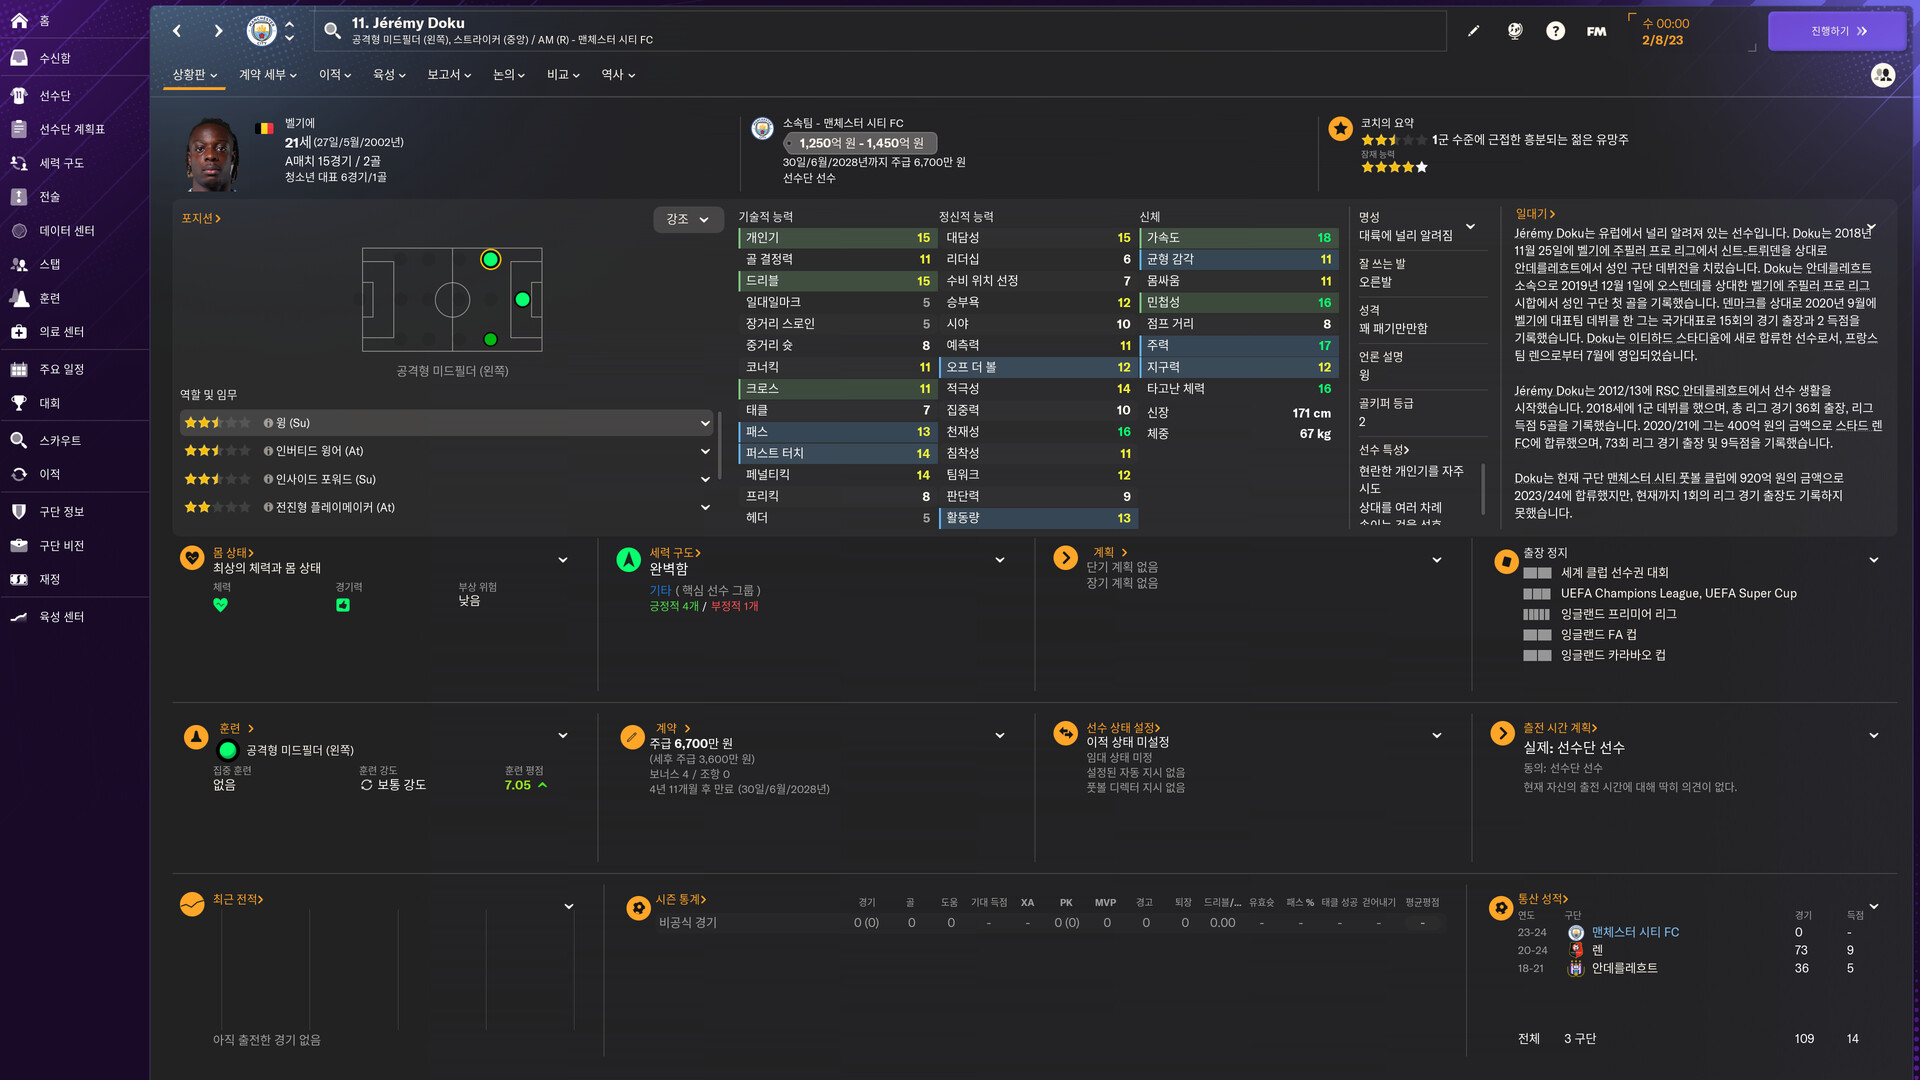 홈
수신함
선수단
선수단 계획표
세력 구도
전술
데이터 센터
스탭
훈련
의료 센터
주요 일정
대회
스카우트
이적
구단 정보
구단 비전
재정
육성 센터
11. Jérémy Doku
공격형 미드필더 (왼쪽), 스트라이커 (중앙) / AM (R) - 맨체스터 시티 FC
FM
수 00:00
2/8/23
진행하기
상황판
계약 세부
이적
육성
보고서
논의
비교
역사
벨기에
21세 (27일/5월/2002년)
A매치 15경기 / 2골
청소년 대표 6경기/1골
소속팀 - 맨체스터 시티 FC
1,250억 원 - 1,450억 원
30일/6월/2028년까지 주급 6,700만 원
선수단 선수
코치의 요약
1군 수준에 근접한 흥분되는 젊은 유망주
잠재 능력
포지션
강조
공격형 미드필더 (왼쪽)
역할 및 임무
윙 (Su)
인버티드 윙어 (At)
인사이드 포워드 (Su)
전진형 플레이메이커 (At)
기술적 능력
개인기 15
골 결정력 11
드리블 15
일대일마크 5
장거리 스로인 5
중거리 슛 8
코너킥 11
크로스 11
태클 7
패스 13
퍼스트 터치 14
페널티킥 14
프리킥 8
헤더 5
정신적 능력
대담성 15
리더십 6
수비 위치 선정 7
승부욕 12
시야 10
예측력 11
오프 더 볼 12
적극성 14
집중력 10
천재성 16
침착성 11
팀워크 12
판단력 9
활동량 13
신체
가속도 18
균형 감각 11
몸싸움 11
민첩성 16
점프 거리 8
주력 17
지구력 12
타고난 체력 16
신장 171 cm
체중 67 kg
명성
대륙에 널리 알려짐
잘 쓰는 발
오른발
성격
꽤 패기만만함
언론 설명
윙
골키퍼 등급
2
선수 특성
현란한 개인기를 자주
시도
상대를 여러 차례
속이는 것을 선호
일대기
Jérémy Doku는 유럽에서 널리 알려져 있는 선수입니다. Doku는 2018년
11월 25일에 벨기에 주필러 프로 리그에서 신트-트뤼덴을 상대로
안데를레흐트에서 성인 구단 데뷔전을 치렀습니다. Doku는 안데를레흐트
소속으로 2019년 12월 1일에 오스텐데를 상대한 벨기에 주필러 프로 리그
시합에서 성인 구단 첫 골을 기록했습니다. 덴마크를 상대로 2020년 9월에
벨기에 대표팀 데뷔를 한 그는 국가대표로 15회의 경기 출장과 2 득점을
기록했습니다. Doku는 이티하드 스타디움에 새로 합류한 선수로서, 프랑스
팀 렌으로부터 7월에 영입되었습니다.
Jérémy Doku는 2012/13에 RSC 안데를레흐트에서 선수 생활을
시작했습니다. 2018세에 1군 데뷔를 했으며, 총 리그 경기 36회 출장, 리그
득점 5골을 기록했습니다. 2020/21에 그는 400억 원의 금액으로 스타드 렌
FC에 합류했으며, 73회 리그 경기 출장 및 9득점을 기록했습니다.
Doku는 현재 구단 맨체스터 시티 풋볼 클럽에 920억 원의 금액으로
2023/24에 합류했지만, 현재까지 1회의 리그 경기 출장도 기록하지
못했습니다.
몸 상태
최상의 체력과 몸 상태
체력
경기력
부상 위험
낮음
세력 구도
완벽함
기타 ( 핵심 선수 그룹 )
긍정적 4개 / 부정적 1개
계획
단기 계획 없음
장기 계획 없음
출장 정지
세계 클럽 선수권 대회
UEFA Champions League, UEFA Super Cup
잉글랜드 프리미어 리그
잉글랜드 FA 컵
잉글랜드 카라바오 컵
훈련
공격형 미드필더 (왼쪽)
집중 훈련
없음
훈련 강도
보통 강도
훈련 평점
7.05
계약
주급 6,700만 원
(세후 주급 3,600만 원)
보너스 4 / 조항 0
4년 11개월 후 만료 (30일/6월/2028년)
선수 상태 설정
이적 상태 미설정
임대 상태 미정
설정된 자동 지시 없음
풋볼 디렉터 지시 없음
출전 시간 계획
실제: 선수단 선수
동의: 선수단 선수
현재 자신의 출전 시간에 대해 딱히 의견이 없다.
최근 전적
아직 출전한 경기 없음
시즌 통계
경기 골 도움 기대 득점 XA PK MVP 경고 퇴장 드리블/... 유효슛 패스 % 태클 성공 걷어내기 평균평점
비공식 경기 0 (0) 0 0 - - 0 (0) 0 0 0 0.00 - - - - -
통산 성적
연도 구단 경기 득점
23-24 맨체스터 시티 FC 0 -
20-24 렌 73 9
18-21 안데를레흐트 36 5
전체 3 구단 109 14